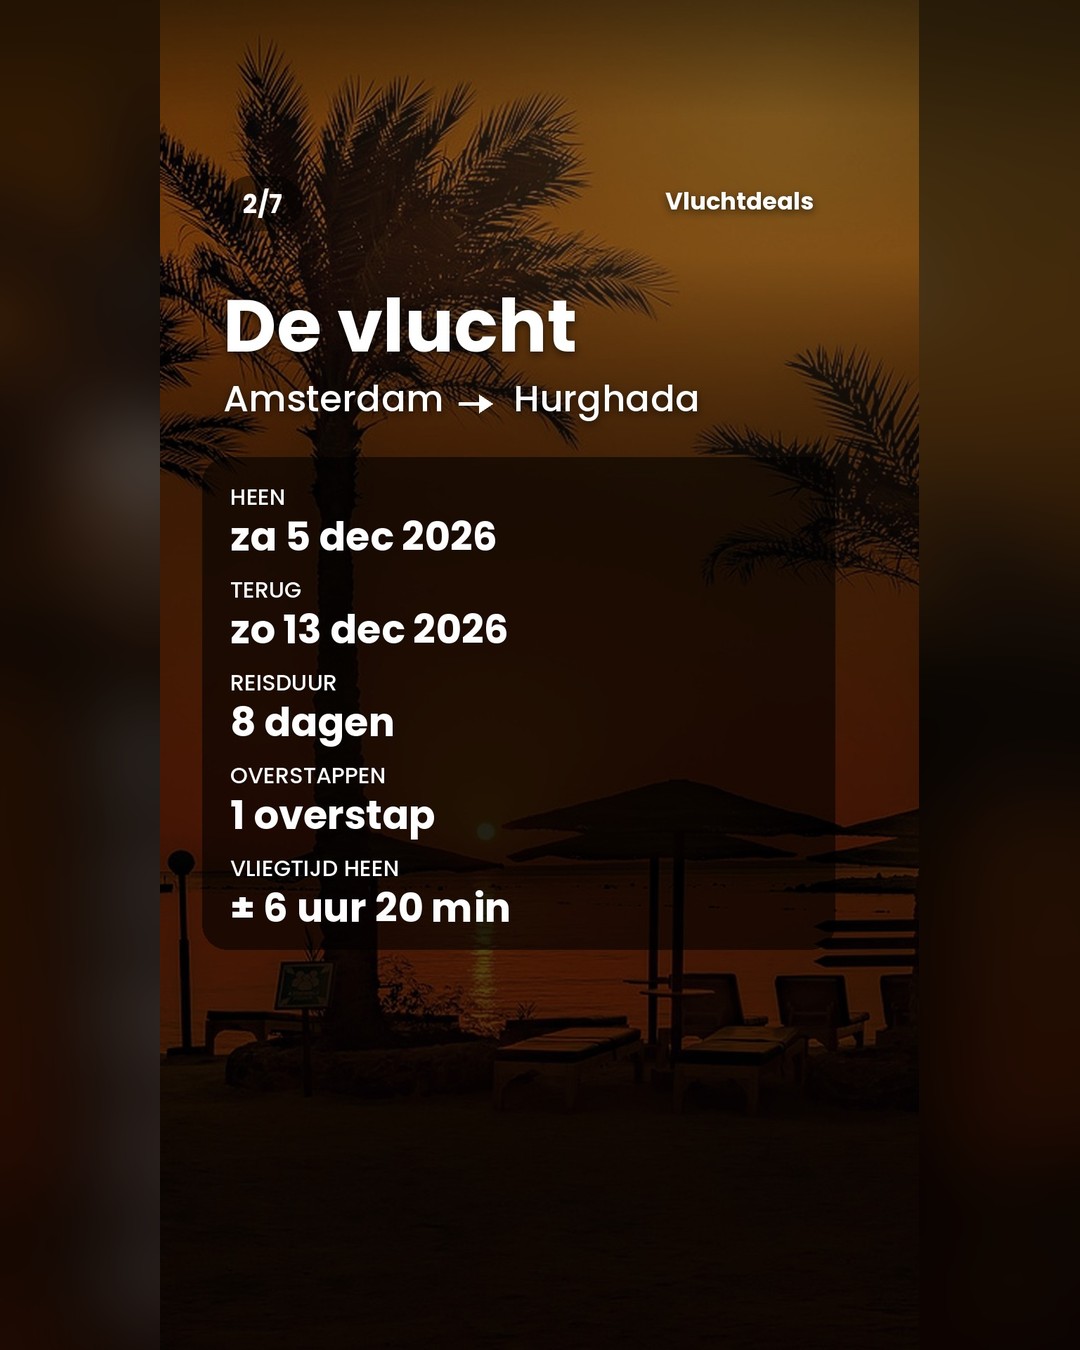 2/7
Vluchtdeals
De vlucht
Amsterdam → Hurghada
HEEN
za 5 dec 2026
TERUG
zo 13 dec 2026
REISDUUR
8 dagen
OVERSTAPPEN
1 overstap
VLIEGTIJD HEEN
± 6 uur 20 min